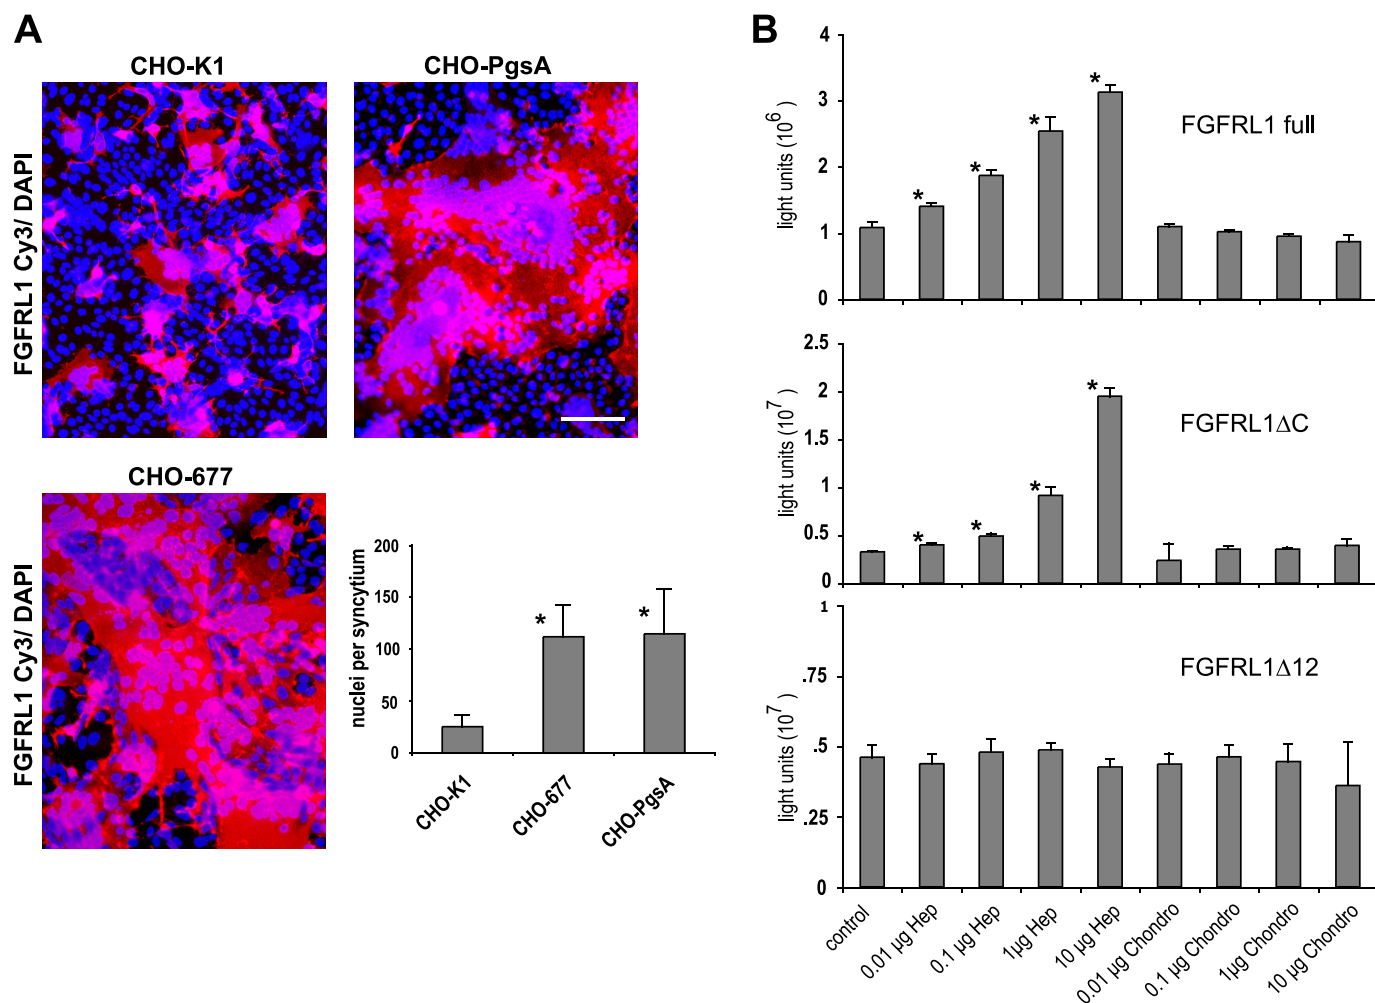 A
CHO-K1
CHO-PgsA
FGFRL1 Cy3/ DAPI
CHO-677
FGFRL1 Cy3/ DAPI
nuclei per syncytium
200
150
100
50
0
*
*
CHO-K1
CHO-677
CHO-PgsA
B
light units (10⁶)
4
3
2
1
0
* * * *
FGFRL1 full
light units (10⁷)
2.5
2
1.5
1
0.5
0
* * * *
FGFRL1ΔC
light units (10⁷)
1
.75
.5
.25
0
FGFRL1Δ12
control
0.01 µg Hep
0.1 µg Hep
1µg Hep
10 µg Hep
0.01 µg Chondro
0.1 µg Chondro
1µg Chondro
10 µg Chondro